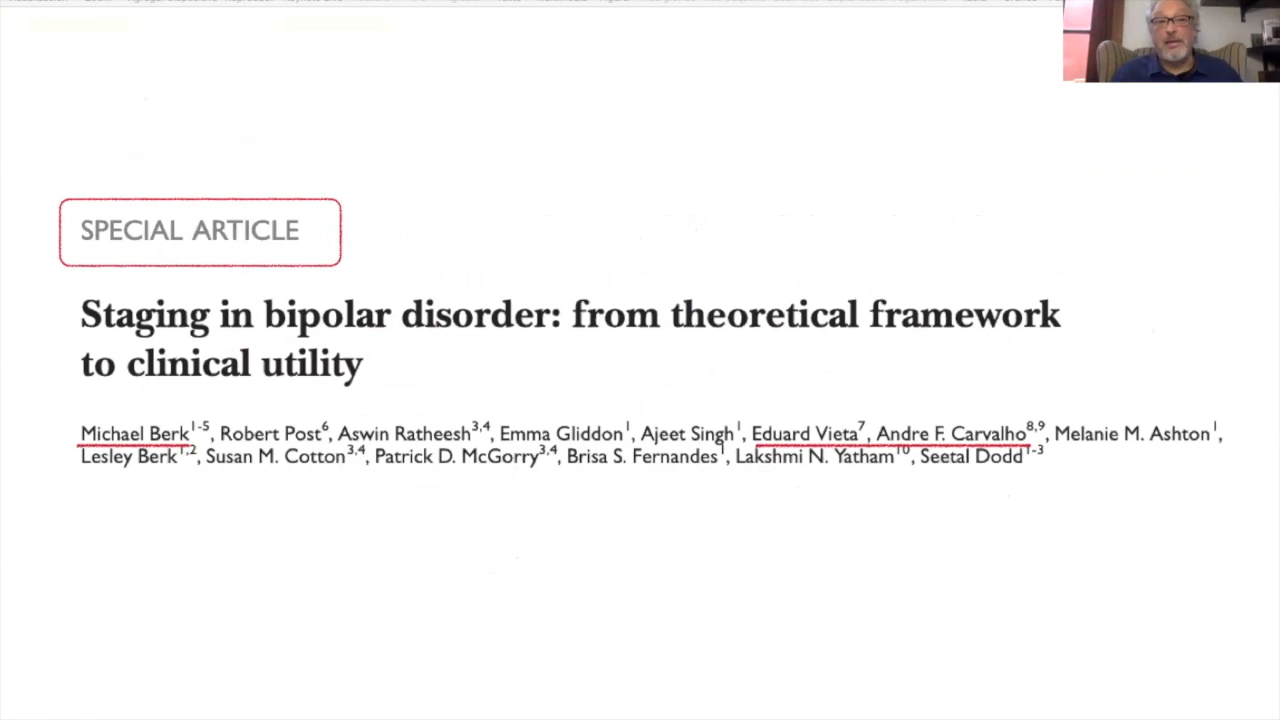 SPECIAL ARTICLE
Staging in bipolar disorder: from theoretical framework
to clinical utility
Michael Berk1-5, Robert Post6, Aswin Ratheesh3,4, Emma Gliddon1, Ajeet Singh1, Eduard Vieta7, Andre F. Carvalho8,9, Melanie M. Ashton1,
Lesley Berk1,2, Susan M. Cotton3,4, Patrick D. McGorry3,4, Brisa S. Fernandes1, Lakshmi N. Yatham10, Seetal Dodd1-3